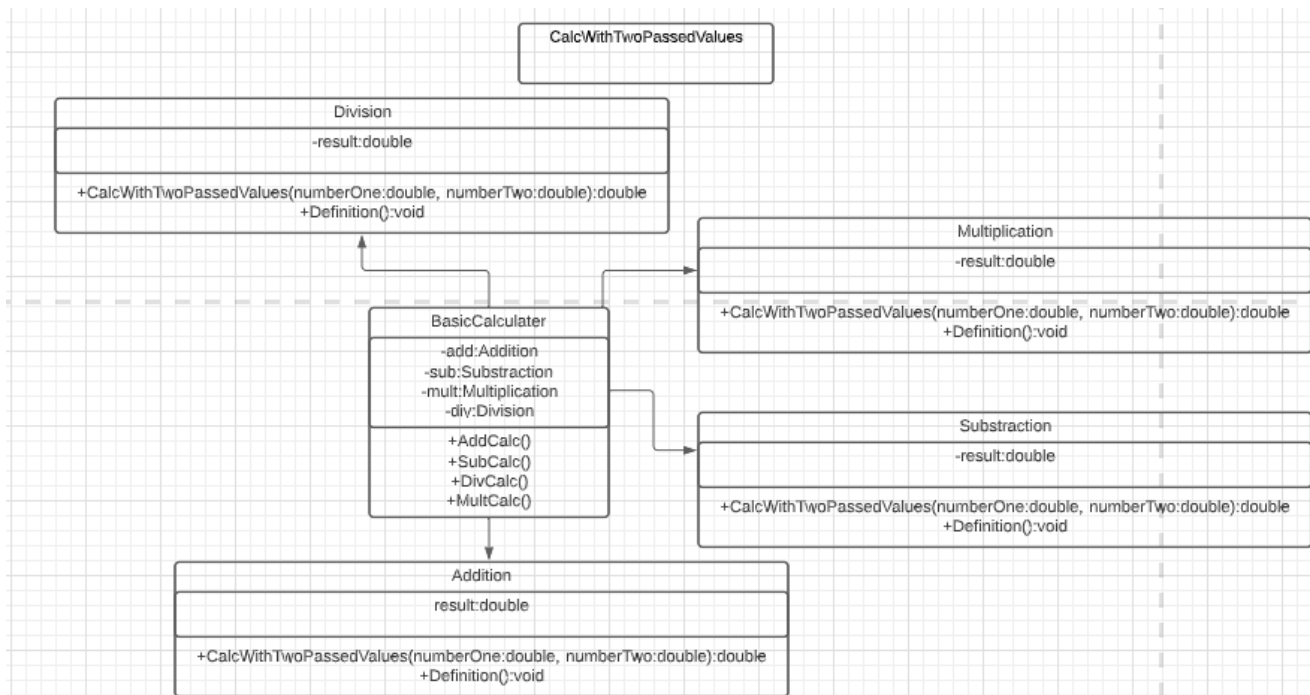 CalcWithTwoPassedValues
Division
-result:double
+CalcWithTwoPassedValues(numberOne:double, numberTwo:double):double
+Definition():void
Multiplication
-result:double
+CalcWithTwoPassedValues(numberOne:double, numberTwo:double):double
+Definition():void
BasicCalculater
-add:Addition
-sub:Substraction
-mult:Multiplication
-div:Division
+AddCalc()
+SubCalc()
+DivCalc()
+MultCalc()
Substraction
-result:double
+CalcWithTwoPassedValues(numberOne:double, numberTwo:double):double
+Definition():void
Addition
result:double
+CalcWithTwoPassedValues(numberOne:double, numberTwo:double):double
+Definition():void